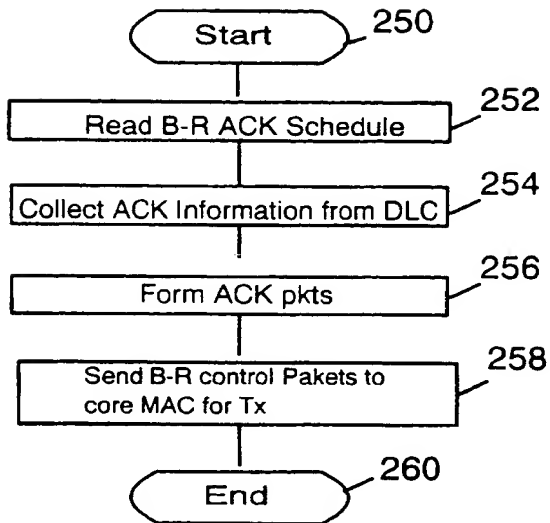 Start
250
252
Read B-R ACK Schedule
254
Collect ACK Information from DLC
256
Form ACK pkts
258
Send B-R control Pakets to
core MAC for Tx
260
End